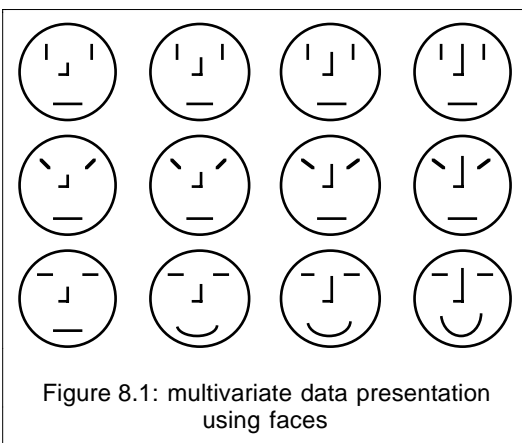 Figure 8.1: multivariate data presentation
using faces